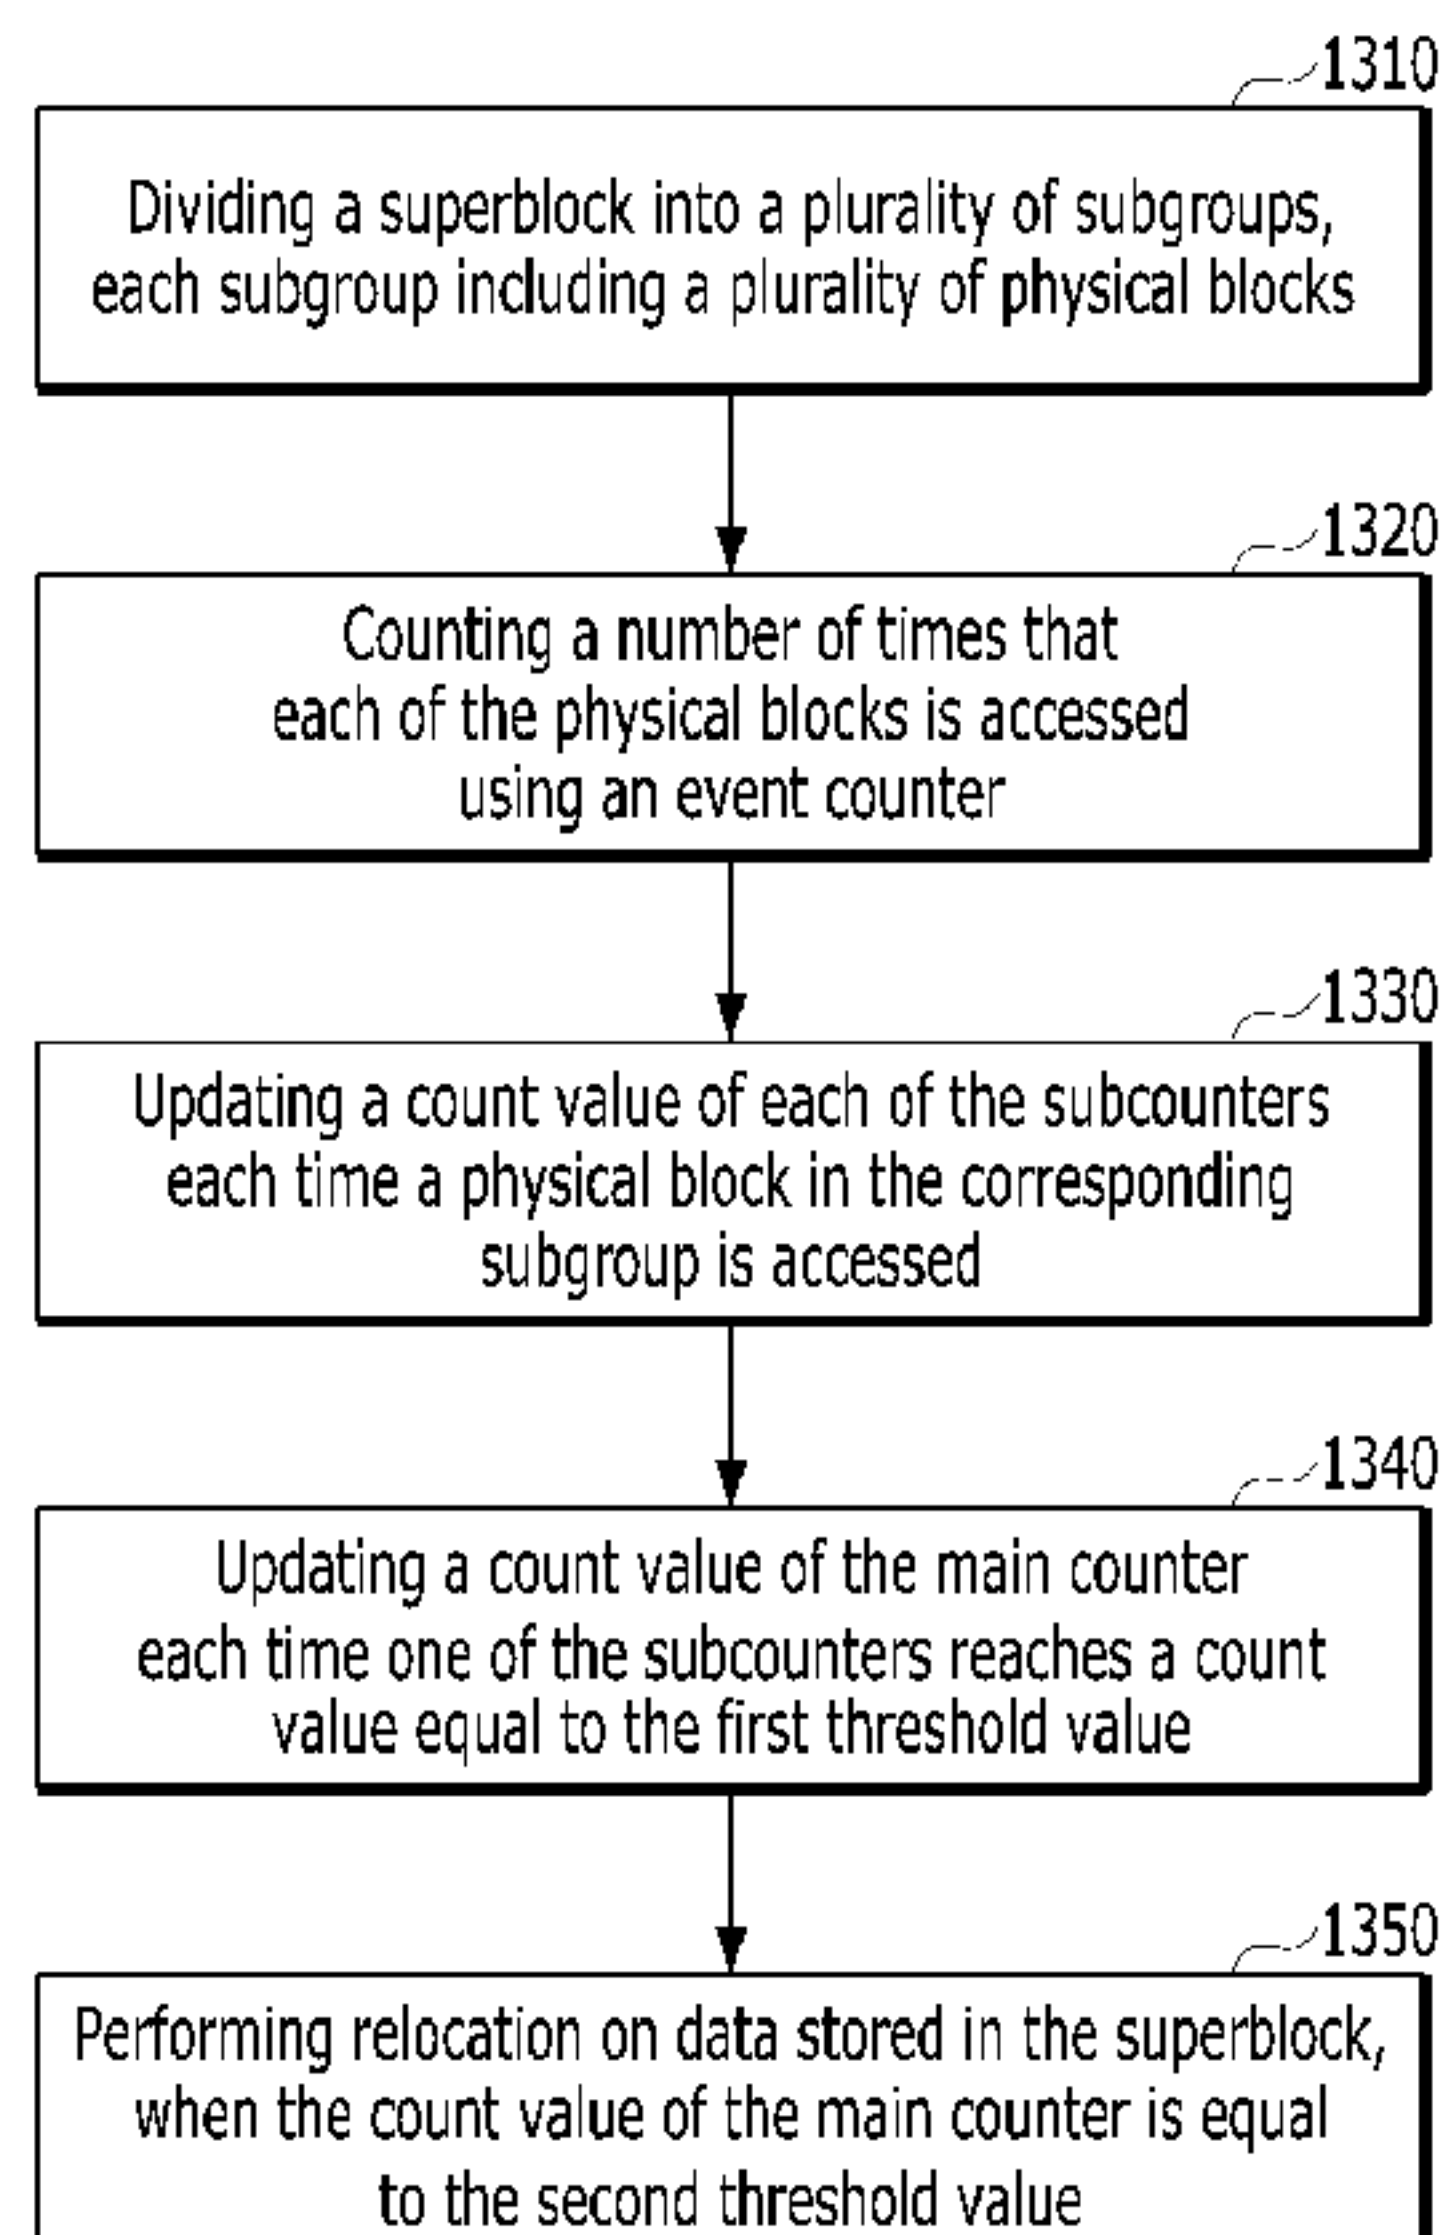 1310
Dividing a superblock into a plurality of subgroups,
each subgroup including a plurality of physical blocks
1320
Counting a number of times that
each of the physical blocks is accessed
using an event counter
1330
Updating a count value of each of the subcounters
each time a physical block in the corresponding
subgroup is accessed
1340
Updating a count value of the main counter
each time one of the subcounters reaches a count
value equal to the first threshold value
1350
Performing relocation on data stored in the superblock,
when the count value of the main counter is equal
to the second threshold value